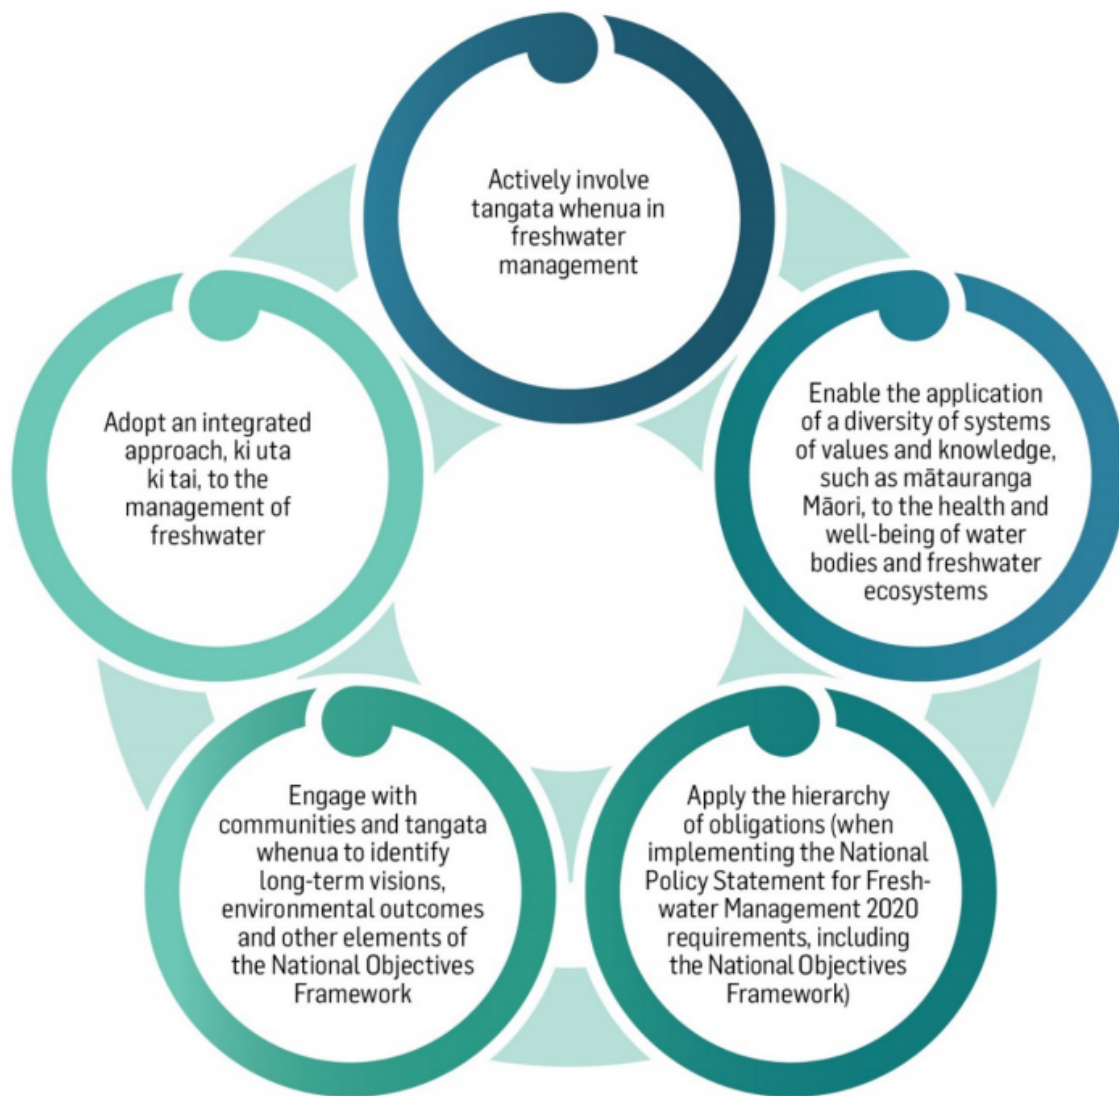 Actively involve
tangata whenua in
freshwater
management
Enable the application
of a diversity of systems
of values and knowledge,
such as mātauranga
Māori, to the health and
well-being of water
bodies and freshwater
ecosystems
Apply the hierarchy
of obligations (when
implementing the National
Policy Statement for Fresh-
water Management 2020
requirements, including
the National Objectives
Framework)
Engage with
communities and tangata
whenua to identify
long-term visions,
environmental outcomes
and other elements of
the National Objectives
Framework
Adopt an integrated
approach, ki uta
ki tai, to the
management of
freshwater